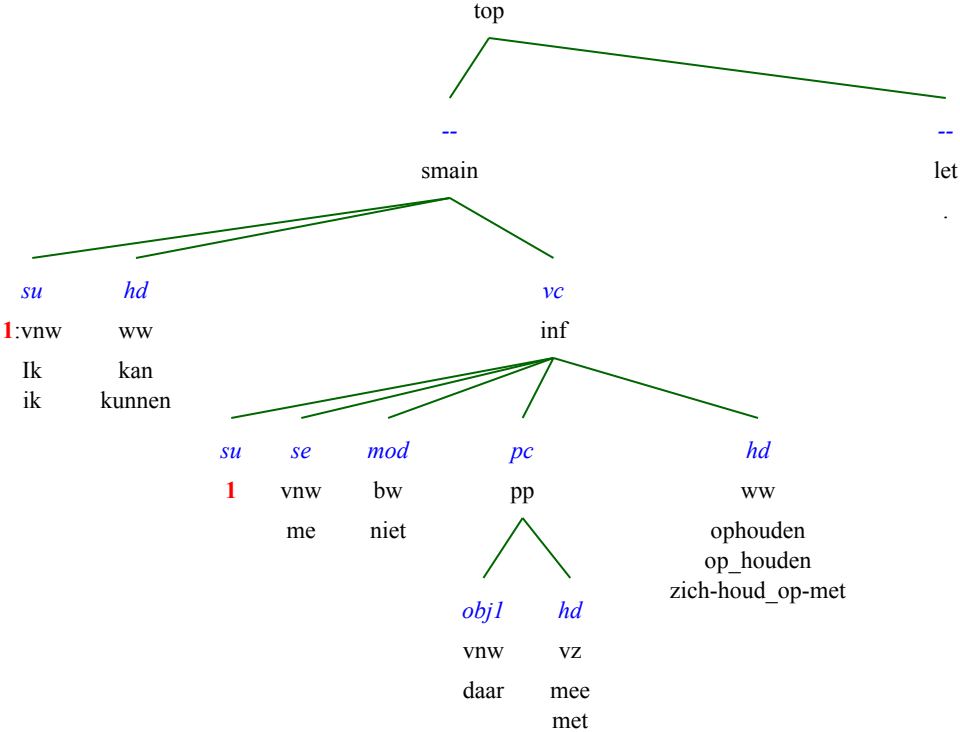 top
-- --
smain let
.
su hd vc
1:vnw ww inf
Ik kan
ik kunnen
su se mod pc hd
1 vnw bw pp ww
me niet ophouden
op_houden
zich-houd_op-met
obj1 hd
vnw vz
daar mee
met